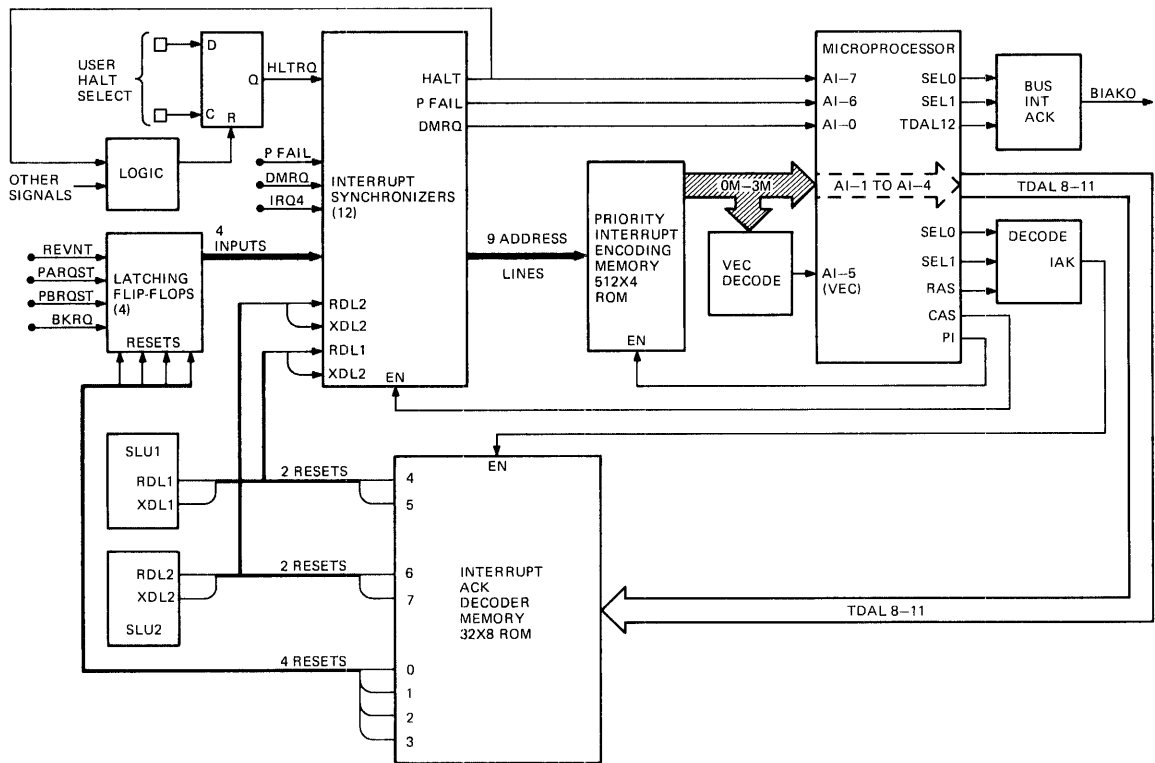 USER
HALT
SELECT
D
C
Q
R
HLTRQ
LOGIC
OTHER
SIGNALS
P FAIL
DMRQ
IRQ4
INTERRUPT
SYNCHRONIZERS
(12)
HALT
P FAIL
DMRQ
RDL2
XDL2
RDL1
XDL2
EN
REVNT
PARQST
PBRQST
BKRQ
LATCHING
FLIP-FLOPS
(4)
RESETS
4
INPUTS
9 ADDRESS
LINES
PRIORITY
INTERRUPT
ENCODING
MEMORY
512X4
ROM
EN
0M-3M
VEC
DECODE
MICROPROCESSOR
AI-7
AI-6
AI-0
AI-1 TO AI-4
AI-5
(VEC)
SEL0
SEL1
TDAL12
SEL0
SEL1
RAS
CAS
PI
BUS
INT
ACK
BIAKO
TDAL 8-11
DECODE
IAK
SLU1
RDL1
XDL1
RDL2
XDL2
SLU2
2 RESETS
2 RESETS
4 RESETS
EN
4
5
6
7
0
1
2
3
INTERRUPT
ACK
DECODER
MEMORY
32X8 ROM
TDAL 8-11